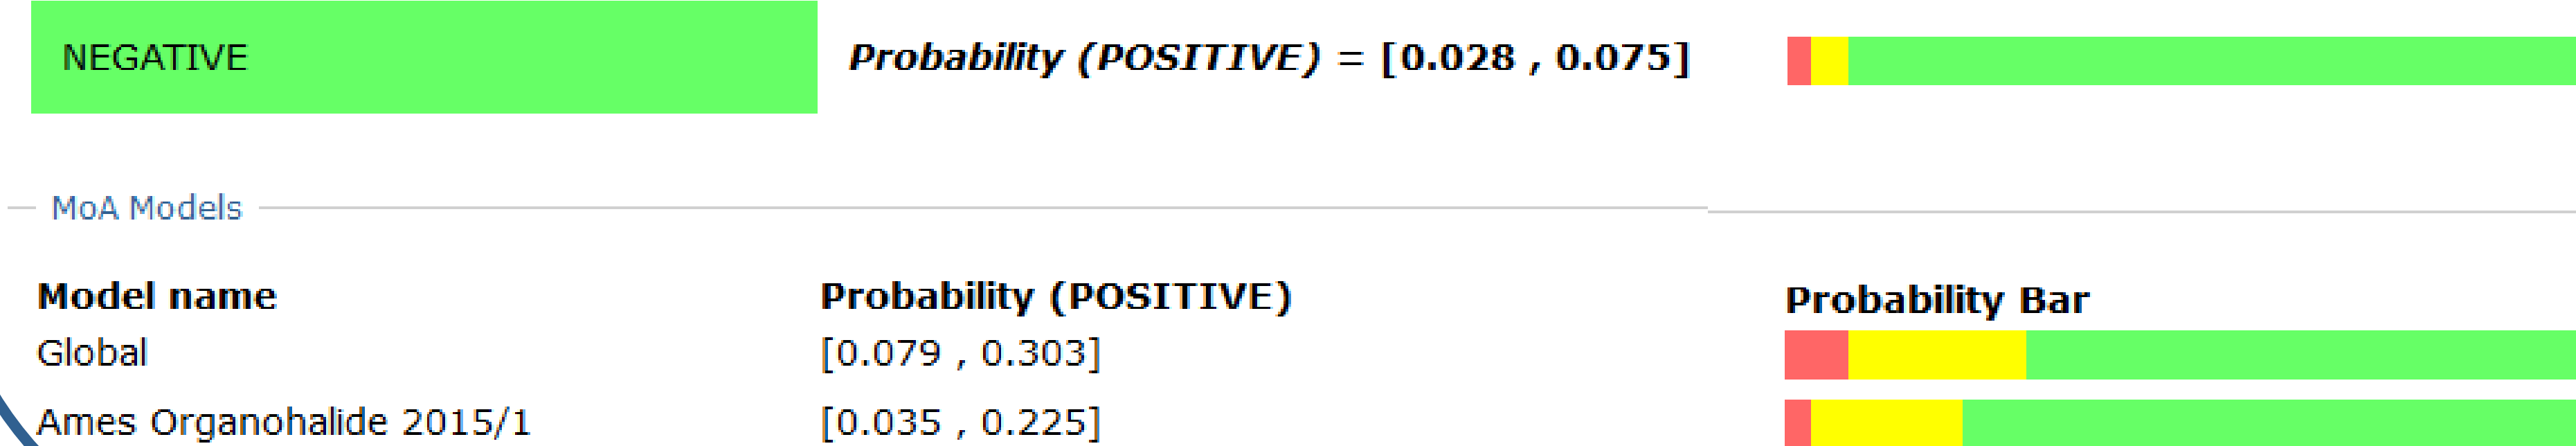 NEGATIVE Probability (POSITIVE) = [0.028 , 0.075]
MoA Models
Model name Probability (POSITIVE) Probability Bar
Global [0.079 , 0.303]
Ames Organohalide 2015/1 [0.035 , 0.225]